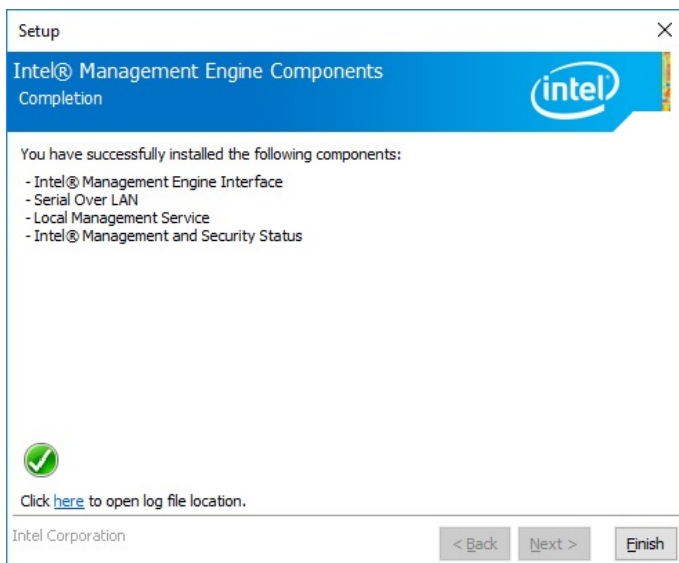 Setup
Intel® Management Engine Components
Completion
intel
You have successfully installed the following components:
- Intel® Management Engine Interface
- Serial Over LAN
- Local Management Service
- Intel® Management and Security Status
Click here to open log file location.
Intel Corporation
< Back Next > Finish